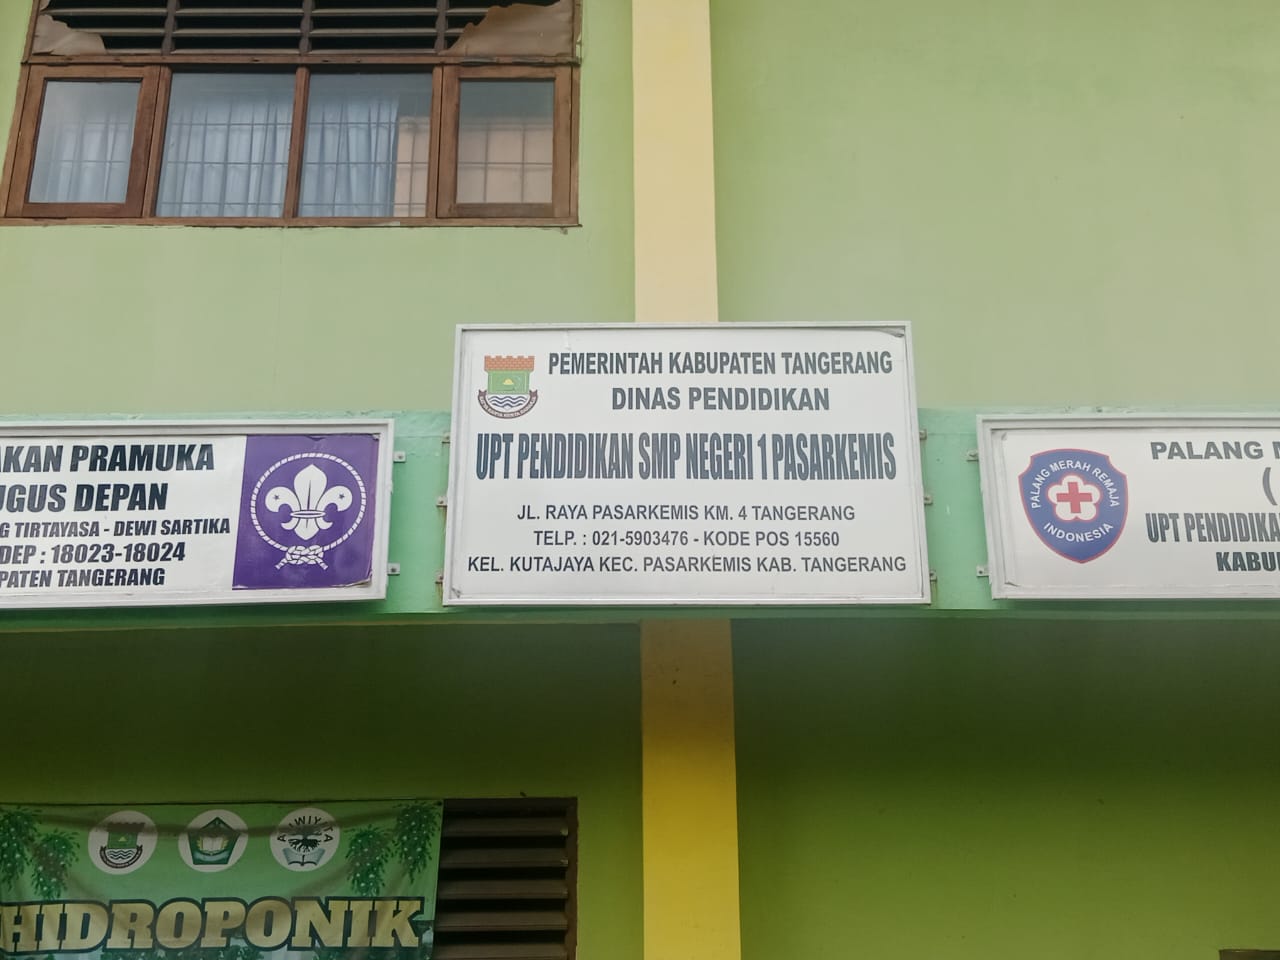 PEMERINTAH KABUPATEN TANGERANG
DINAS PENDIDIKAN
UPT PENDIDIKAN SMP NEGERI 1 PASARKEMIS
JL. RAYA PASARKEMIS KM. 4 TANGERANG
TELP. : 021-5903476 - KODE POS 15560
KEL. KUTAJAYA KEC. PASARKEMIS KAB. TANGERANG
AKAN PRAMUKA
UGUS DEPAN
G TIRTAYASA - DEWI SARTIKA
DEP : 18023-18024
PATEN TANGERANG
PALANG MERAH REMAJA
INDONESIA
PALANG
(
UPT PENDIDIKA
KABU
ADIWIYATA
HIDROPONIK